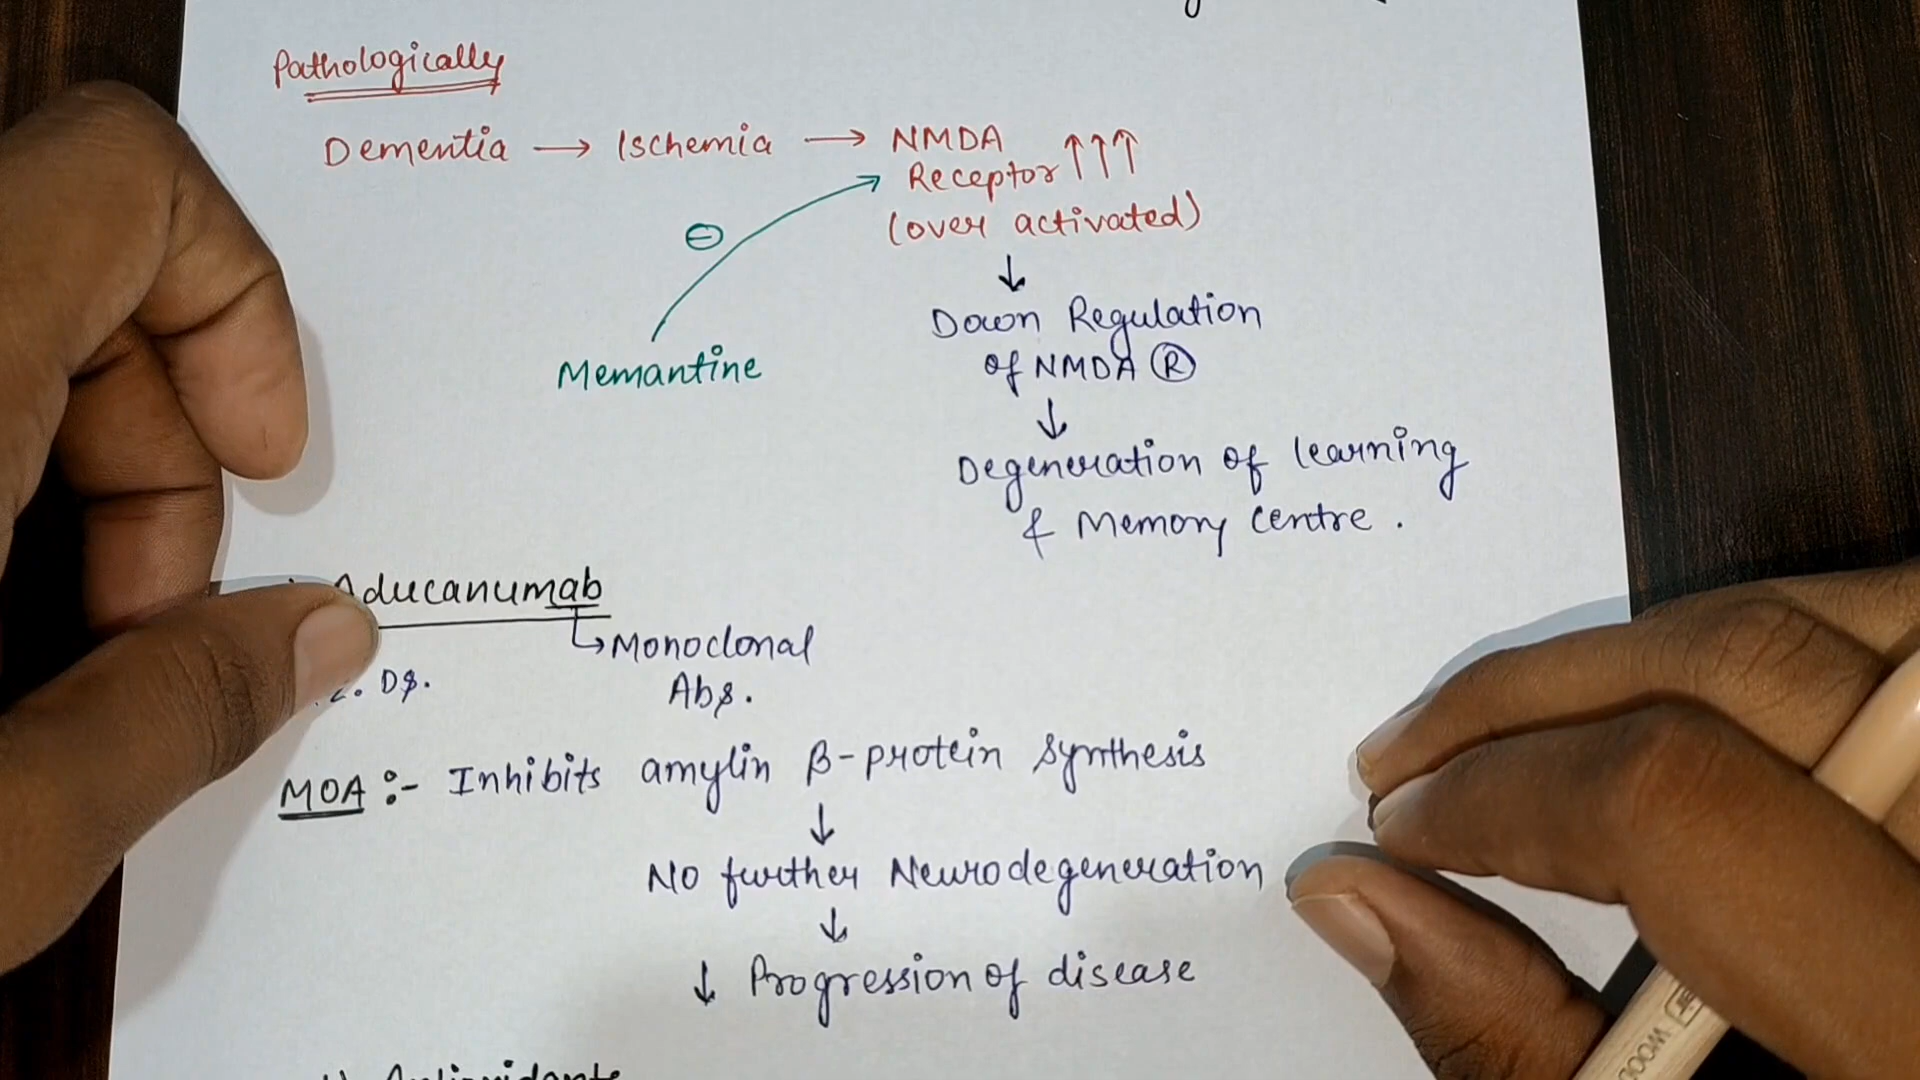 Pathologically
Dementia → Ischemia → NMDA
Receptor ↑↑↑
(over activated)
⊖
↓
Down Regulation
of NMDA Ⓡ
Memantine
↓
Degeneration of learning
& Memory centre.
Aducanumab
↳ Monoclonal
Abs.
Ds.
MOA :- Inhibits amylin β-protein synthesis
↓
No further Neurodegeneration
↓
↓ Progression of disease